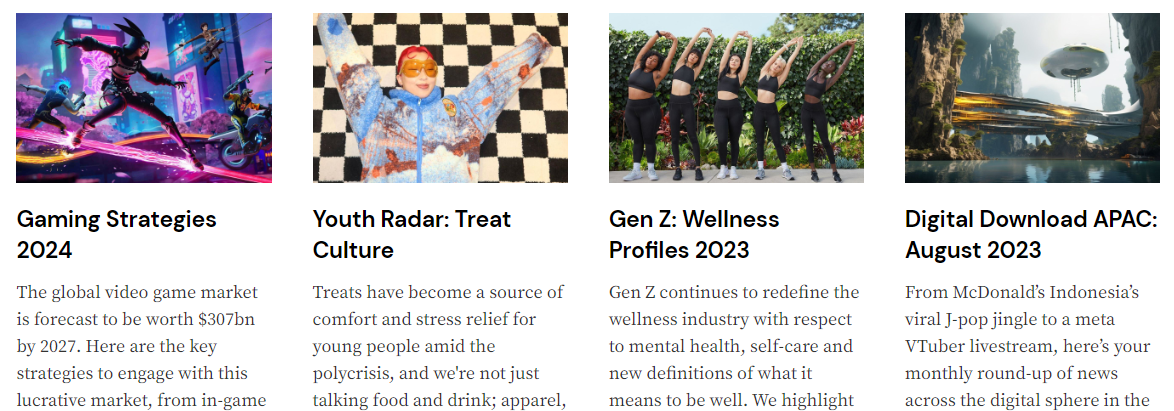 Gaming Strategies
2024
The global video game market
is forecast to be worth $307bn
by 2027. Here are the key
strategies to engage with this
lucrative market, from in-game
Youth Radar: Treat
Culture
Treats have become a source of
comfort and stress relief for
young people amid the
polycrisis, and we're not just
talking food and drink; apparel,
Gen Z: Wellness
Profiles 2023
Gen Z continues to redefine the
wellness industry with respect
to mental health, self-care and
new definitions of what it
means to be well. We highlight
Digital Download APAC:
August 2023
From McDonald’s Indonesia’s
viral J-pop jingle to a meta
VTuber livestream, here’s your
monthly round-up of news
across the digital sphere in the